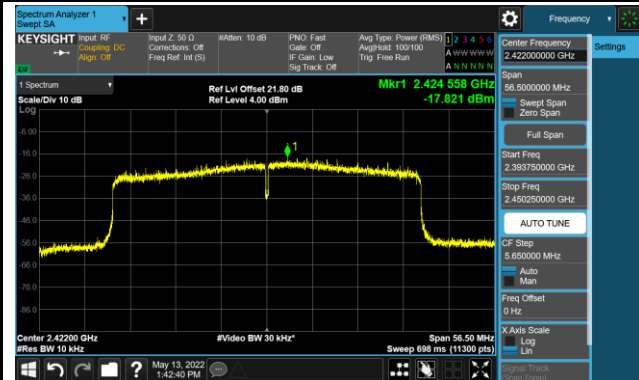 Spectrum Analyzer 1
Swept SA
+
Frequency
KEYSIGHT Input: RF
Coupling: DC
Align: Off
Input Z: 50 Ω
Corrections: Off
Freq Ref: Int (S)
#Atten: 10 dB
PNO: Fast
Gate: Off
IF Gain: Low
Sig Track: Off
Avg Type: Power (RMS)
Avg|Hold: 100/100
Trig: Free Run
1 2 3 4 5 6
A W W W W W
A N N N N N
LXI
1 Spectrum
Scale/Div 10 dB
Log
Ref Lvl Offset 21.80 dB
Ref Level 4.00 dBm
Mkr1 2.424 558 GHz
-17.821 dBm
1
-6.00
-16.0
-26.0
-36.0
-46.0
-56.0
-66.0
-76.0
-86.0
Center 2.42200 GHz
#Res BW 10 kHz
#Video BW 30 kHz*
Span 56.50 MHz
Sweep 698 ms (11300 pts)
Center Frequency
2.422000000 GHz
Settings
Span
56.5000000 MHz
Swept Span
Zero Span
Full Span
Start Freq
2.393750000 GHz
Stop Freq
2.450250000 GHz
AUTO TUNE
CF Step
5.650000 MHz
Auto
Man
Freq Offset
0 Hz
X Axis Scale
Log
Lin
Signal Track
(Span Zoom)
?
May 13, 2022
1:42:40 PM